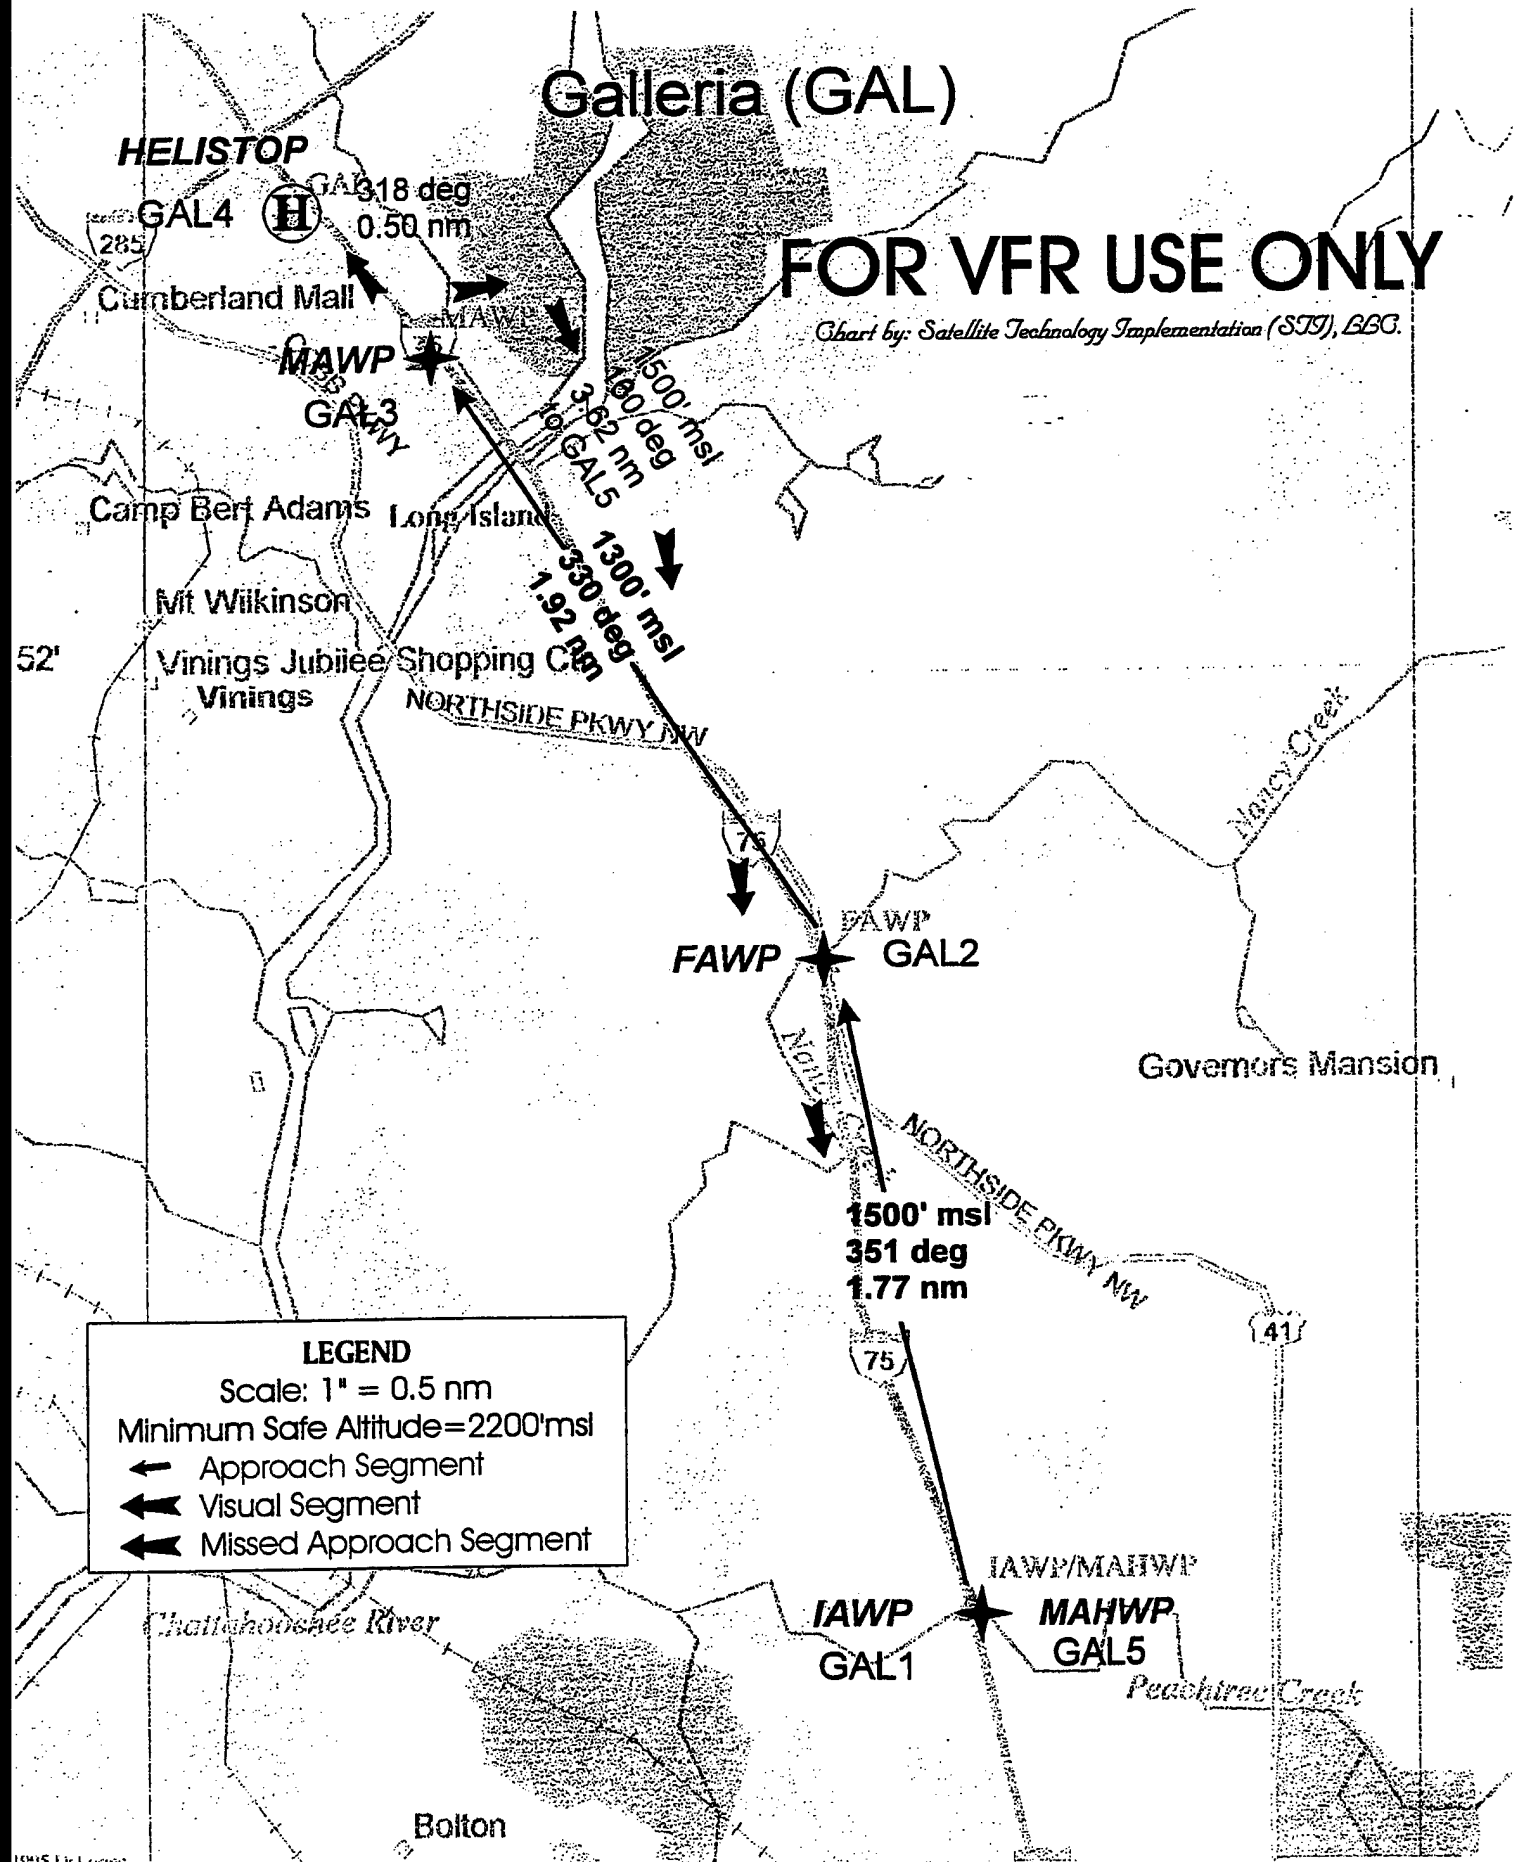 Galleria (GAL)
HELISTOP
GAL
318 deg
0.50 nm
GAL4
H
285
FOR VFR USE ONLY
Chart by: Satellite Technology Implementation (STI), LLC.
Cumberland Mall
MAWP
MAWP
GAL3
1500' msl
160 deg
3.62 nm
to GAL5
Camp Bert Adams
Long Island
1300' msl
330 deg
1.92 nm
Mt Wilkinson
52'
Vinings Jubilee Shopping Ctr
Vinings
NORTHSIDE PKWY NW
Nancy Creek
75
FAWP
FAWP
GAL2
Governors Mansion
NORTHSIDE PKWY NW
1500' msl
351 deg
1.77 nm
41
75
LEGEND
Scale: 1" = 0.5 nm
Minimum Safe Altitude=2200'msl
Approach Segment
Visual Segment
Missed Approach Segment
IAWP/MAHWP
IAWP
MAHWP
GAL1
GAL5
Chattahoochee River
Peachtree Creek
Bolton